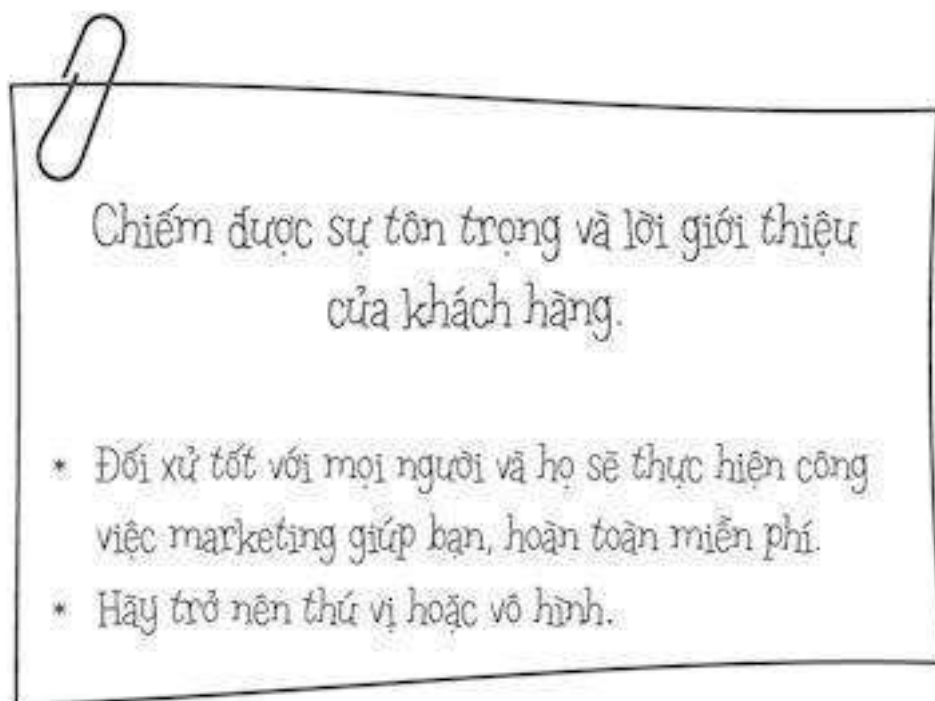 Chiếm được sự tôn trọng và lời giới thiệu
của khách hàng.
* Đối xử tốt với mọi người và họ sẽ thực hiện công
việc marketing giúp bạn, hoàn toàn miễn phí.
* Hãy trở nên thú vị hoặc vô hình.